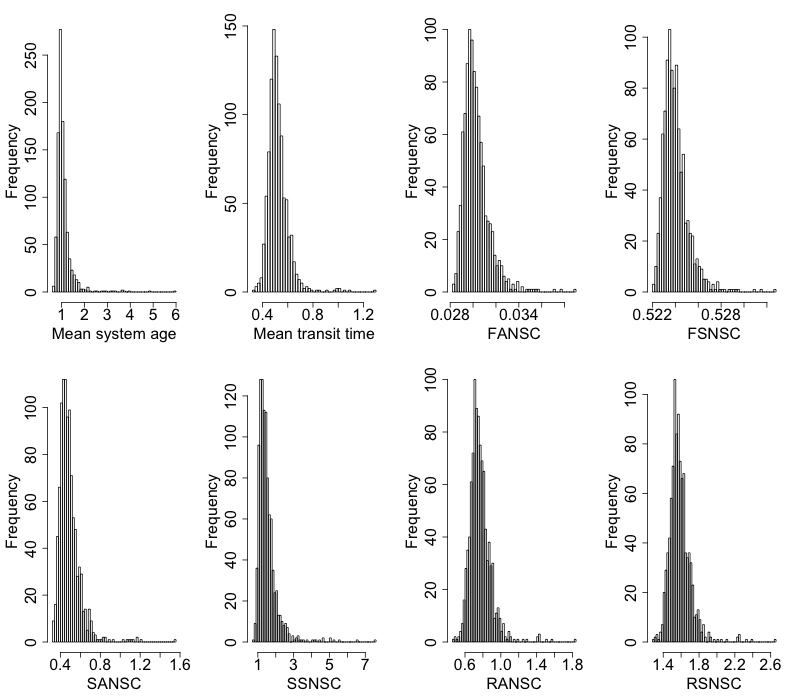 Frequency
0 50 100 150 200 250
1 2 3 4 5 6
Mean system age
Frequency
0 50 100 150
0.4 0.8 1.2
Mean transit time
Frequency
0 20 40 60 80 100
0.028 0.034
FANSC
Frequency
0 20 40 60 80 100
0.522 0.528
FSNSC
Frequency
0 20 40 60 80 100
0.4 0.8 1.2 1.6
SANSC
Frequency
0 20 40 60 80 100 120
1 3 5 7
SSNSC
Frequency
0 20 40 60 80 100
0.6 1.0 1.4 1.8
RANSC
Frequency
0 20 40 60 80 100
1.4 1.8 2.2 2.6
RSNSC